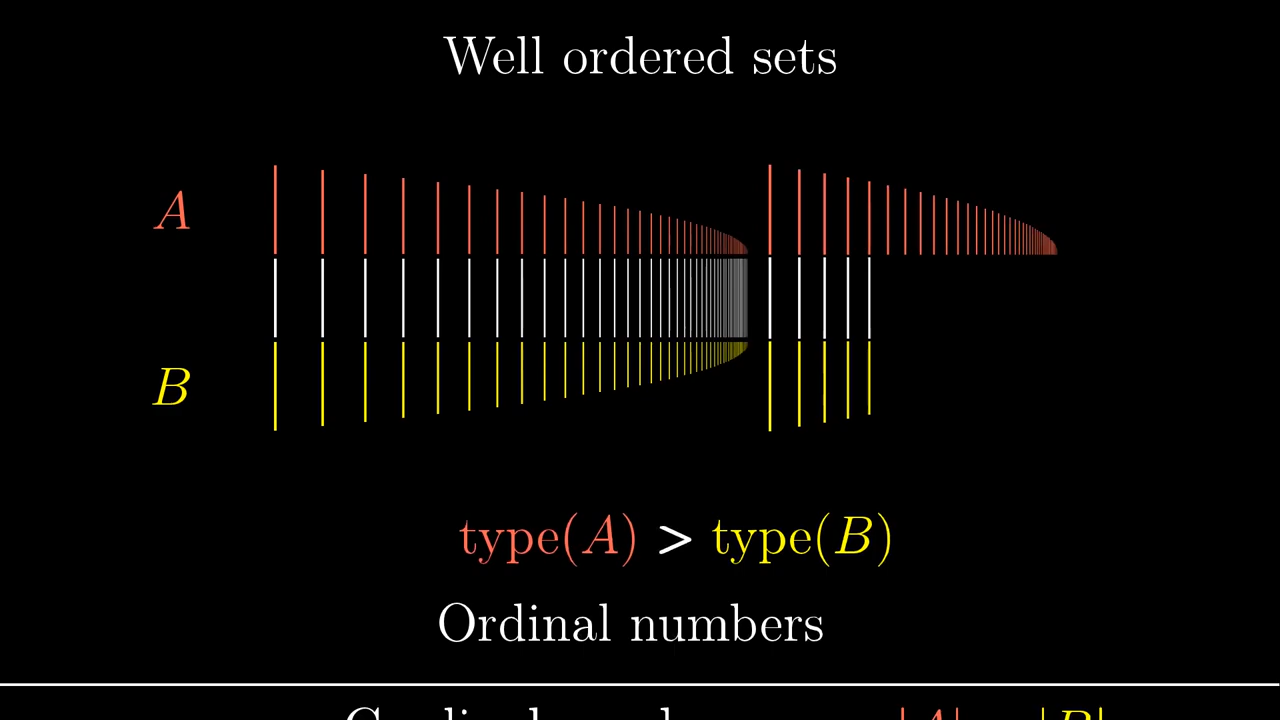 Well ordered sets
A
B
type(A) > type(B)
Ordinal numbers